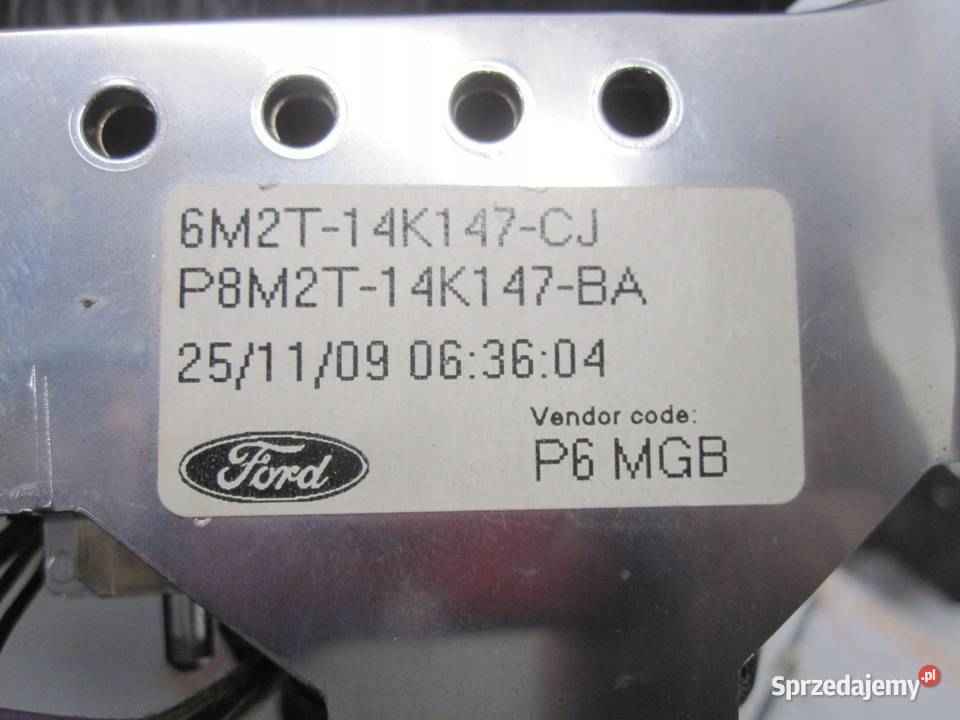 6M2T-14K147-CJ
P8M2T-14K147-BA
25/11/09 06:36:04
Vendor code:
Ford
P6 MGB
Sprzedajemy.pl